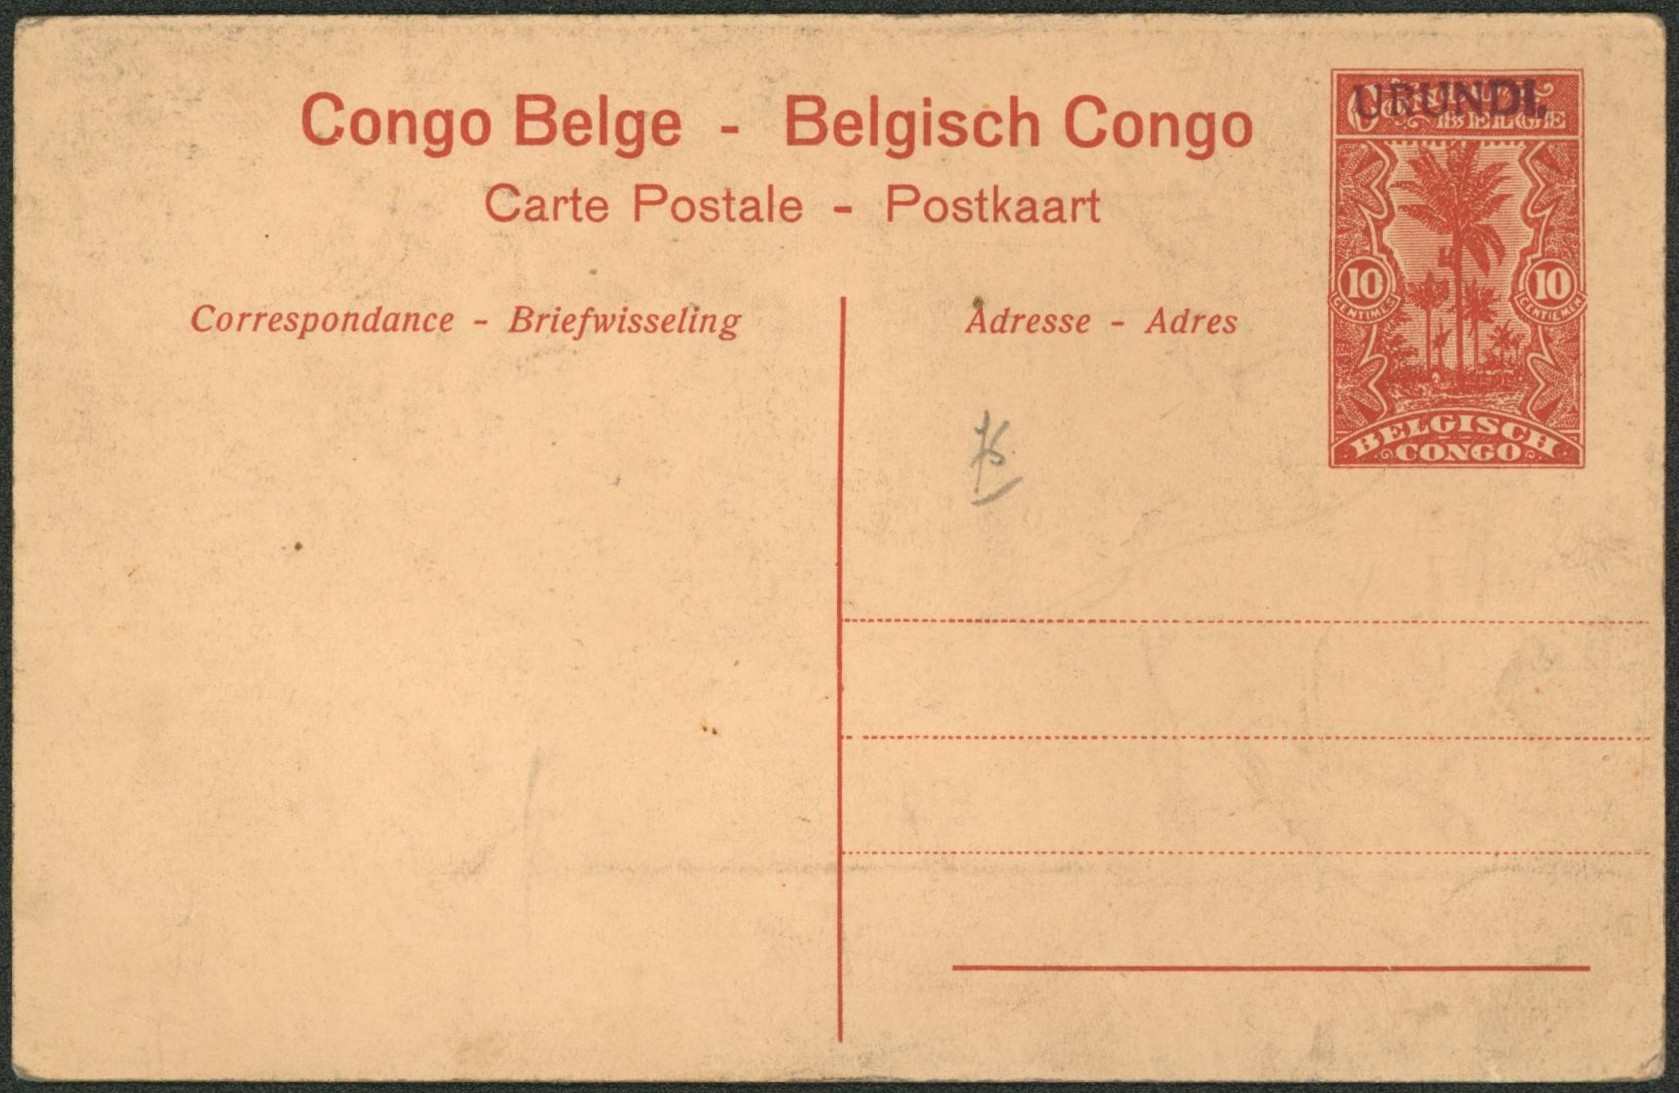 Congo Belge - Belgisch Congo
Carte Postale - Postkaart
Correspondance - Briefwisseling
Adresse - Adres
URUNDI.
CONGO BELGE
10 CENTIMES
10 CENTIEMEN
BELGISCH
CONGO